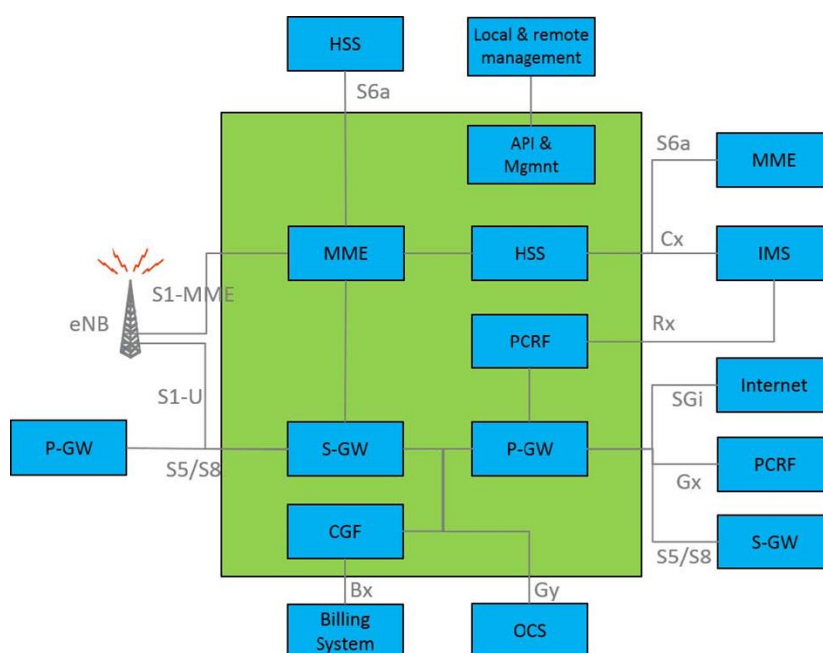 HSS
Local & remote
management
S6a
API &
Mgmnt
S6a
MME
MME
HSS
Cx
IMS
S1-MME
eNB
PCRF
Rx
S1-U
SGi
Internet
P-GW
S5/S8
S-GW
P-GW
Gx
PCRF
CGF
S5/S8
S-GW
Bx
Gy
Billing
System
OCS